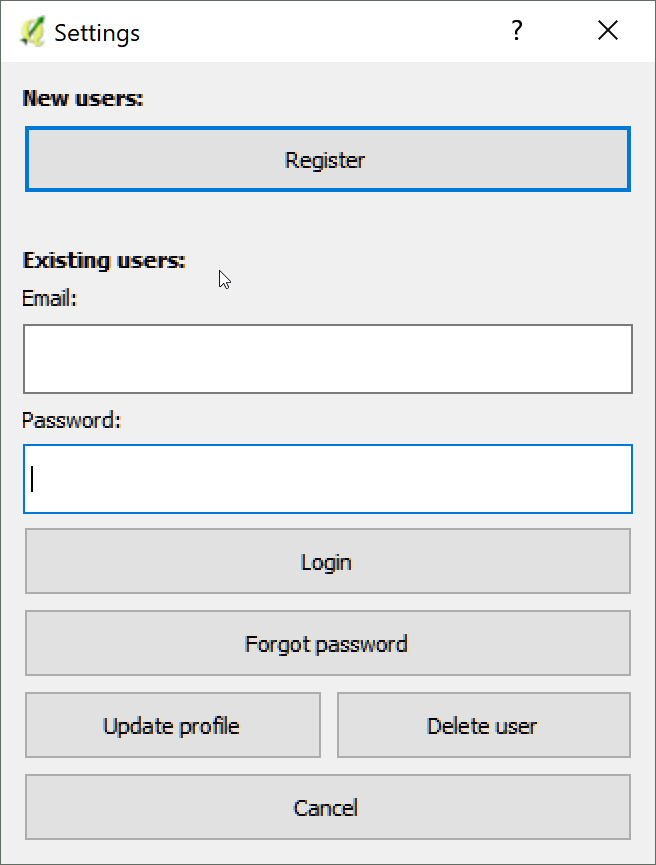 Settings ?
New users:
Register
Existing users:
Email:
Password:
Login
Forgot password
Update profile Delete user
Cancel